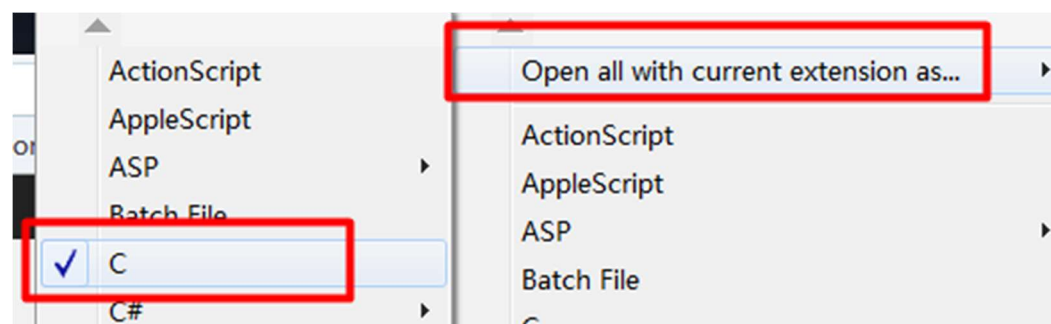 ActionScript
AppleScript
ASP
Batch File
C
C#
Open all with current extension as...
ActionScript
AppleScript
ASP
Batch File